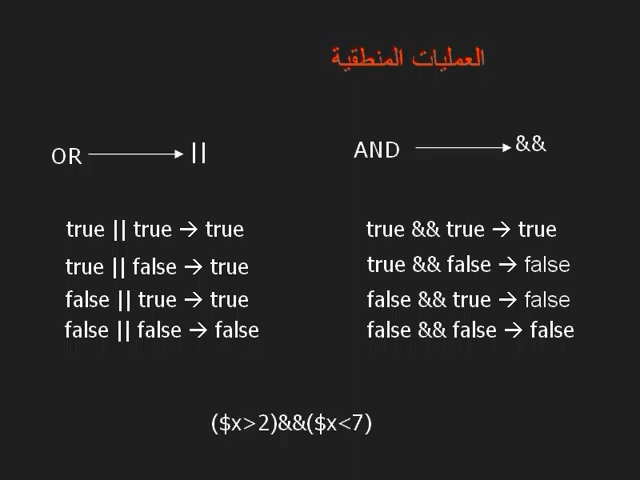 العمليات المنطقية
OR → ||
true || true → true
true || false → true
false || true → true
false || false → false
AND → &&
true && true → true
true && false → false
false && true → false
false && false → false
($x>2)&&($x<7)